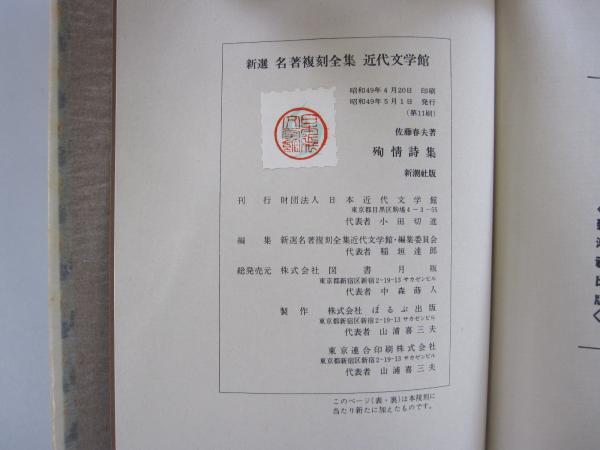 新選 名著複刻全集 近代文学館
昭和49年4月20日 印刷
昭和49年5月1日 発行
(第11刷)
佐藤春夫著
殉情詩集
新潮社版
刊行 財団法人 日本近代文学館
東京都目黒区駒場4-3-55
代表者 小田切進
編集 新選名著複刻全集近代文学館・編集委員会
代表者 稲垣達郎
総発売元 株式会社 図書月販
東京都新宿区新宿2-19-13 サカゼンビル
代表者 中森蒔人
製作 株式会社 ほるぷ出版
東京都新宿区新宿2-19-13 サカゼンビル
代表者 山浦喜三夫
東京連合印刷株式会社
東京都新宿区新宿2-19-13 サカゼンビル
代表者 山浦喜三夫
このページ(表・裏)は本複刻に
当たり新たに加えたものです。